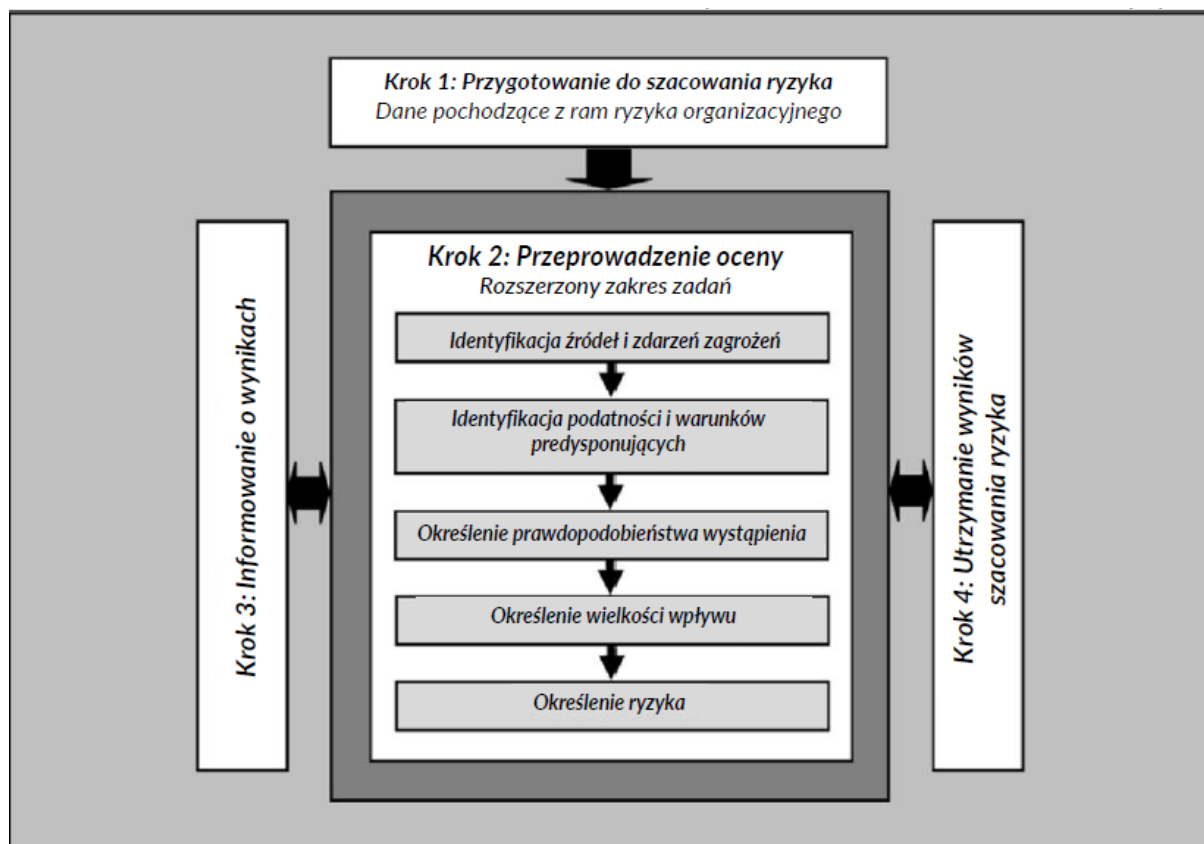 Krok 1: Przygotowanie do szacowania ryzyka
Dane pochodzące z ram ryzyka organizacyjnego
Krok 2: Przeprowadzenie oceny
Rozszerzony zakres zadań
Identyfikacja źródeł i zdarzeń zagrożeń
Identyfikacja podatności i warunków
predysponujących
Określenie prawdopodobieństwa wystąpienia
Określenie wielkości wpływu
Określenie ryzyka
Krok 3: Informowanie o wynikach
Krok 4: Utrzymanie wyników
szacowania ryzyka